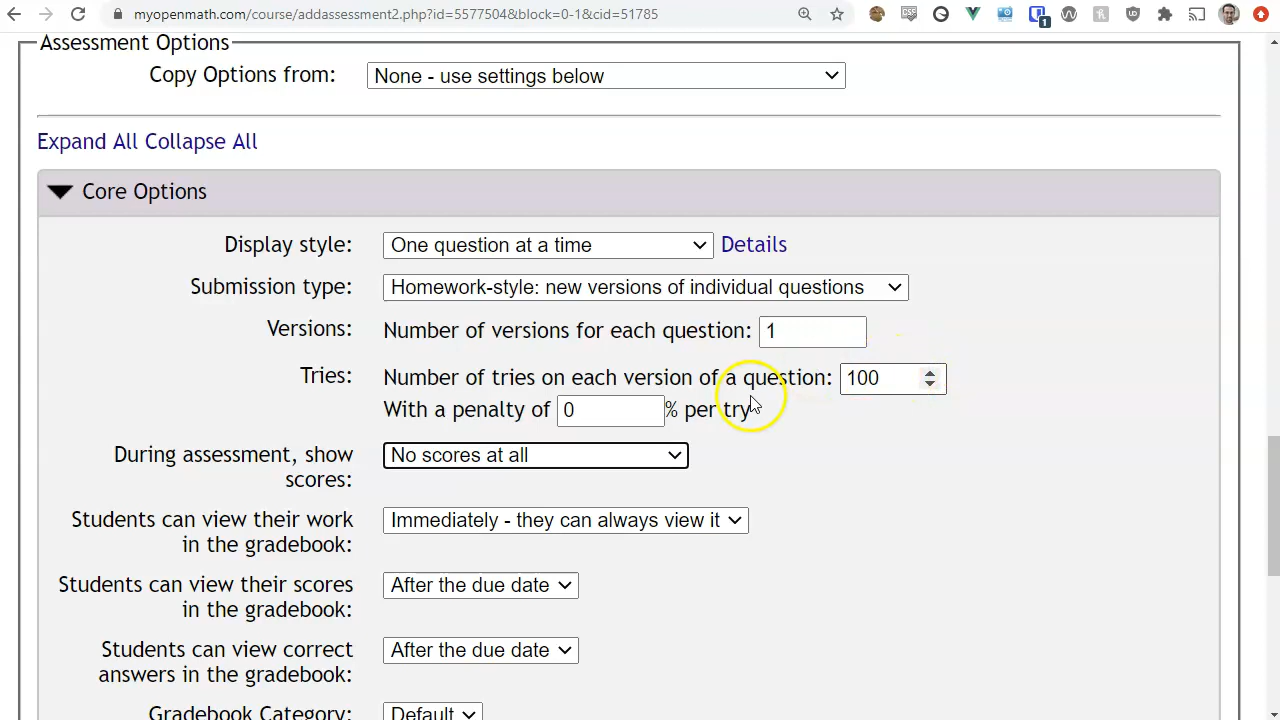 myopenmath.com/course/addassessment2.php?id=5577504&block=0-1&cid=51785
1
Assessment Options
Copy Options from: None - use settings below
Expand All Collapse All
Core Options
Display style: One question at a time Details
Submission type: Homework-style: new versions of individual questions
Versions: Number of versions for each question: 1
Tries: Number of tries on each version of a question: 100
With a penalty of 0 % per try
During assessment, show
scores: No scores at all
Students can view their work
in the gradebook: Immediately - they can always view it
Students can view their scores
in the gradebook: After the due date
Students can view correct
answers in the gradebook: After the due date
Gradebook Category: Default